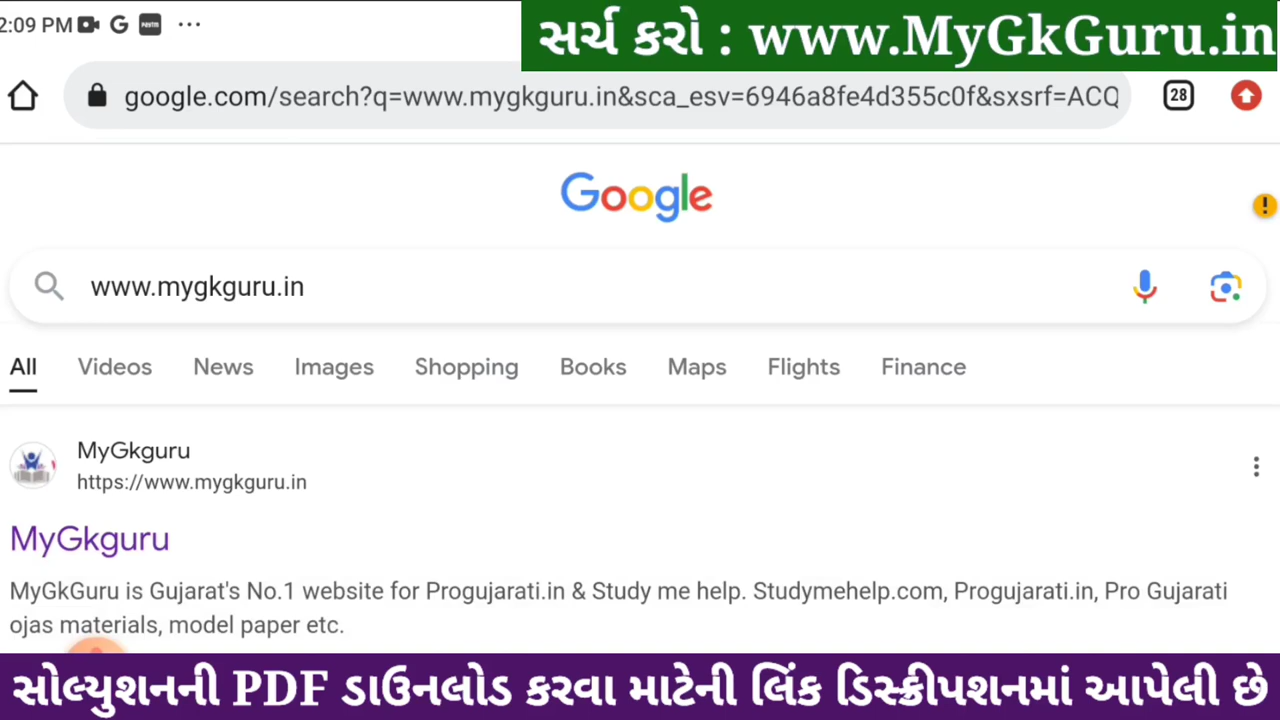 2:09 PM G PAYTM ...
સર્ચ કરો : www.MyGkGuru.in
google.com/search?q=www.mygkguru.in&sca_esv=6946a8fe4d355c0f&sxsrf=ACQ
28
Google
www.mygkguru.in
All Videos News Images Shopping Books Maps Flights Finance
MyGkguru
https://www.mygkguru.in
MyGkguru
MyGkGuru is Gujarat's No.1 website for Progujarati.in & Study me help. Studymehelp.com, Progujarati.in, Pro Gujarati
ojas materials, model paper etc.
સોલ્યુશનની PDF ડાઉનલોડ કરવા માટેની લિંક ડિસ્ક્રીપશનમાં આપેલી છે